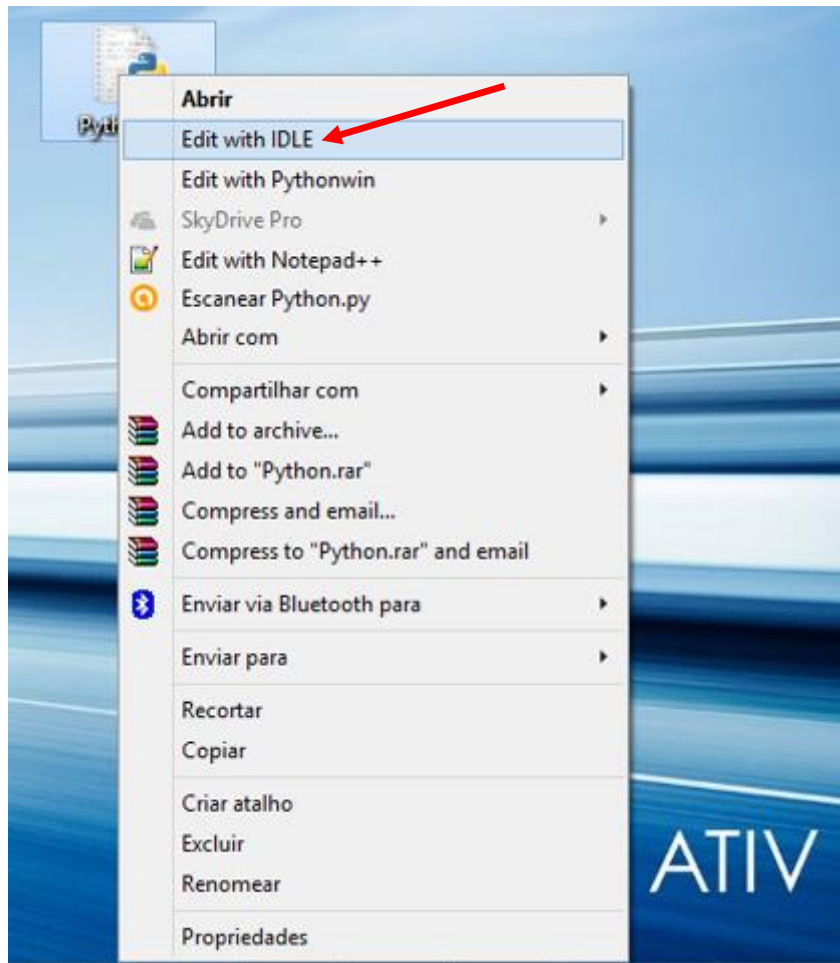 Abrir
Edit with IDLE
Edit with Pythonwin
SkyDrive Pro
Edit with Notepad++
Escanear Python.py
Abrir com
Compartilhar com
Add to archive...
Add to "Python.rar"
Compress and email...
Compress to "Python.rar" and email
Enviar via Bluetooth para
Enviar para
Recortar
Copiar
Criar atalho
Excluir
Renomear
Propriedades
ATIV